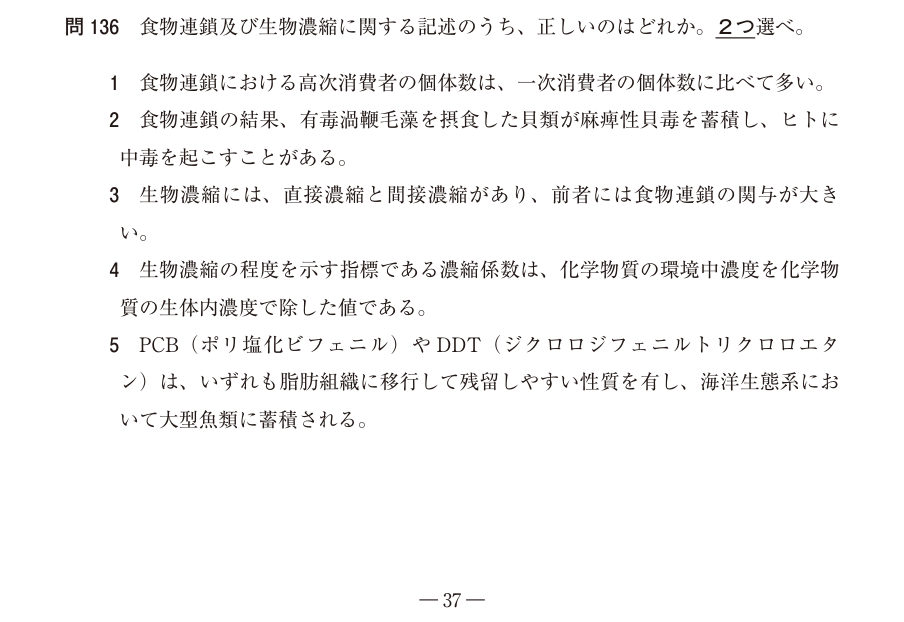 問 136　食物連鎖及び生物濃縮に関する記述のうち、正しいのはどれか。2つ選べ。
1　食物連鎖における高次消費者の個体数は、一次消費者の個体数に比べて多い。
2　食物連鎖の結果、有毒渦鞭毛藻を摂食した貝類が麻痺性貝毒を蓄積し、ヒトに
中毒を起こすことがある。
3　生物濃縮には、直接濃縮と間接濃縮があり、前者には食物連鎖の関与が大き
い。
4　生物濃縮の程度を示す指標である濃縮係数は、化学物質の環境中濃度を化学物
質の生体内濃度で除した値である。
5　PCB（ポリ塩化ビフェニル）や DDT（ジクロロジフェニルトリクロロエタ
ン）は、いずれも脂肪組織に移行して残留しやすい性質を有し、海洋生態系にお
いて大型魚類に蓄積される。
― 37 ―